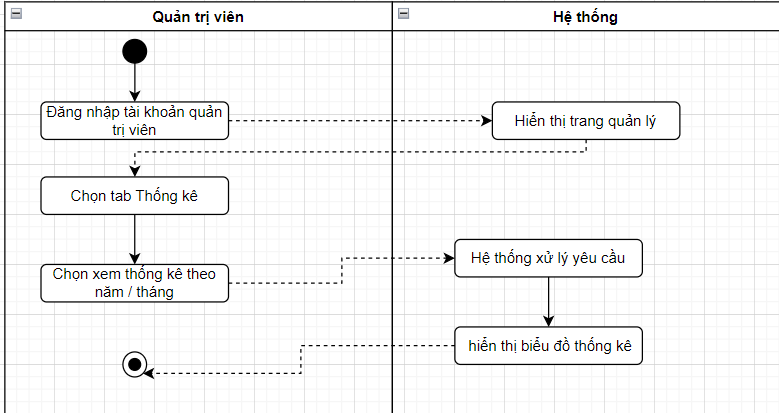 Quản trị viên
Hệ thống
Đăng nhập tài khoản quản
trị viên
Hiển thị trang quản lý
Chọn tab Thống kê
Chọn xem thống kê theo
năm / tháng
Hệ thống xử lý yêu cầu
hiển thị biểu đồ thống kê